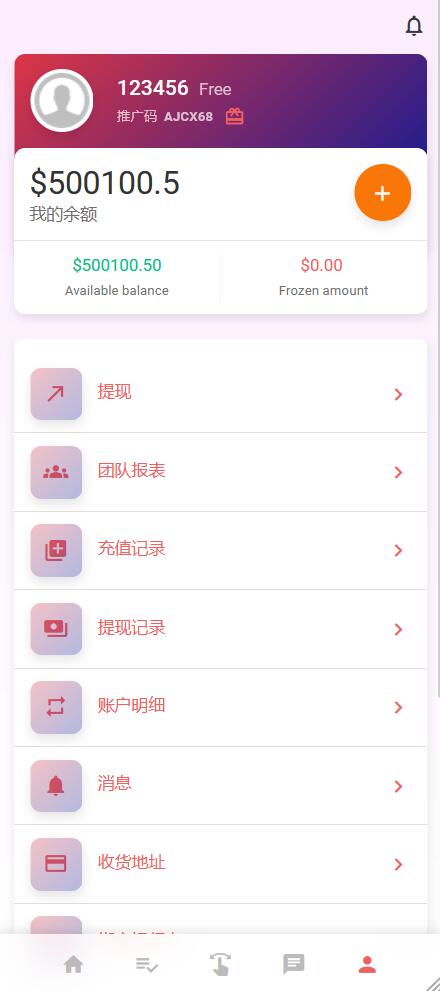 123456 Free
推广码 AJCX68
$500100.5
我的余额
$500100.50 $0.00
Available balance Frozen amount
提现
团队报表
充值记录
提现记录
账户明细
消息
收货地址